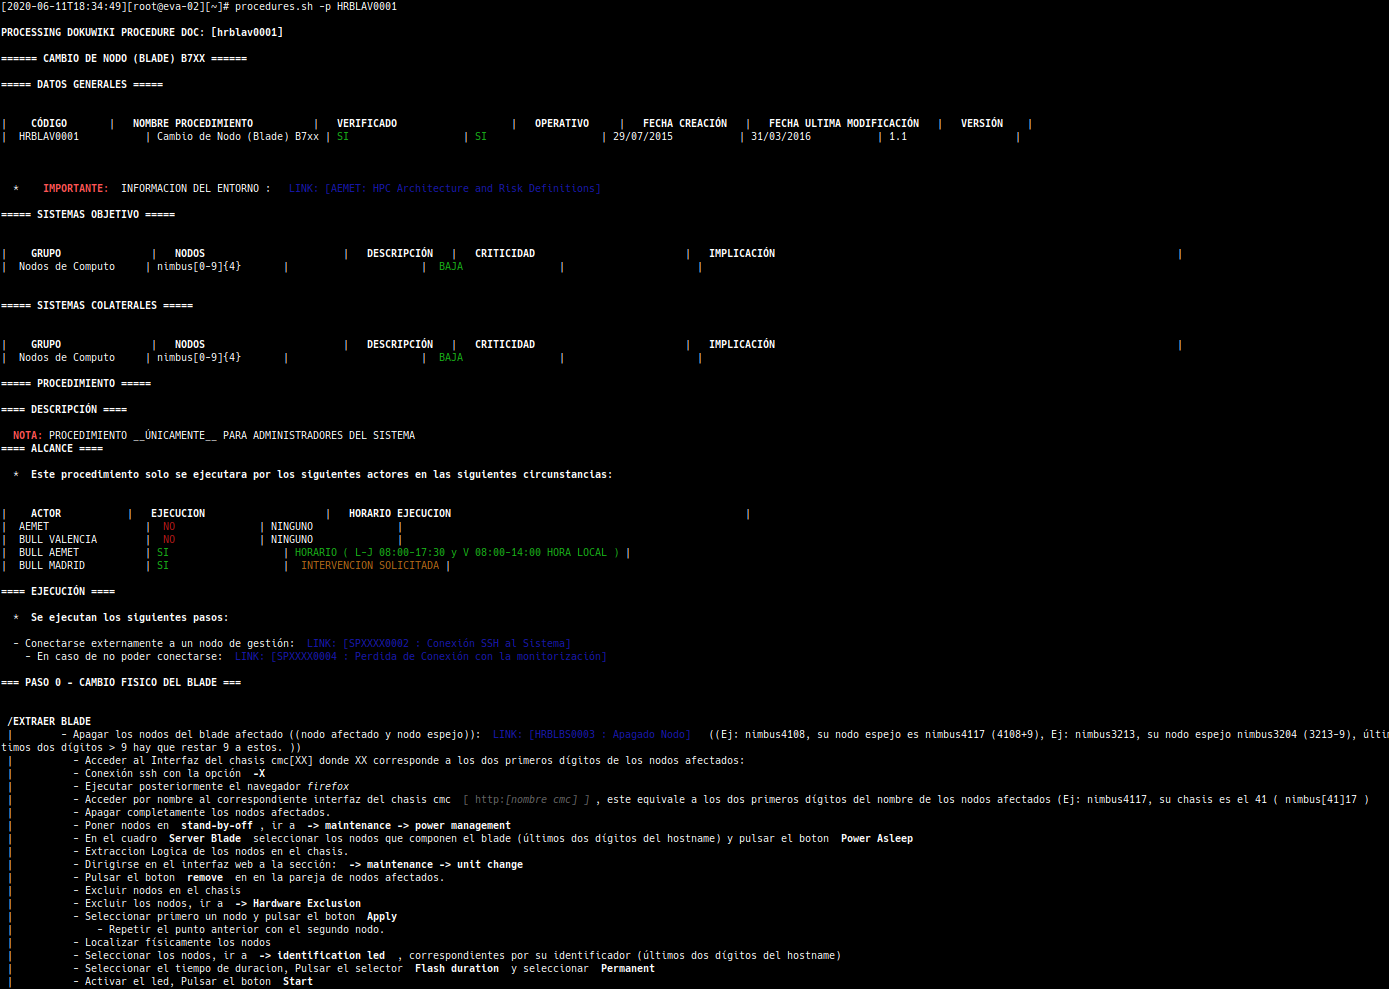 [2020-06-11T18:34:49][root@eva-02][~]# procedures.sh -p HRBLAV0001
PROCESSING DOKUWIKI PROCEDURE DOC: [hrblav0001]
====== CAMBIO DE NODO (BLADE) B7XX ======
===== DATOS GENERALES =====
| CÓDIGO | NOMBRE PROCEDIMIENTO | VERIFICADO | OPERATIVO | FECHA CREACIÓN | FECHA ULTIMA MODIFICACIÓN | VERSIÓN |
| HRBLAV0001 | Cambio de Nodo (Blade) B7xx | SI | SI | 29/07/2015 | 31/03/2016 | 1.1 |
* IMPORTANTE: INFORMACION DEL ENTORNO : LINK: [AEMET: HPC Architecture and Risk Definitions]
===== SISTEMAS OBJETIVO =====
| GRUPO | NODOS | DESCRIPCIÓN | CRITICIDAD | IMPLICACIÓN |
| Nodos de Computo | nimbus[0-9]{4} | | BAJA | |
===== SISTEMAS COLATERALES =====
| GRUPO | NODOS | DESCRIPCIÓN | CRITICIDAD | IMPLICACIÓN |
| Nodos de Computo | nimbus[0-9]{4} | | BAJA | |
===== PROCEDIMIENTO =====
==== DESCRIPCIÓN ====
NOTA: PROCEDIMIENTO __ÚNICAMENTE__ PARA ADMINISTRADORES DEL SISTEMA
==== ALCANCE ====
* Este procedimiento solo se ejecutara por los siguientes actores en las siguientes circunstancias:
| ACTOR | EJECUCION | HORARIO EJECUCION |
| AEMET | NO | NINGUNO |
| BULL VALENCIA | NO | NINGUNO |
| BULL AEMET | SI | HORARIO ( L-J 08:00-17:30 y V 08:00-14:00 HORA LOCAL ) |
| BULL MADRID | SI | INTERVENCION SOLICITADA |
==== EJECUCIÓN ====
* Se ejecutan los siguientes pasos:
- Conectarse externamente a un nodo de gestión: LINK: [SPXXXX0002 : Conexión SSH al Sistema]
- En caso de no poder conectarse: LINK: [SPXXXX0004 : Perdida de Conexión con la monitorización]
=== PASO 0 - CAMBIO FISICO DEL BLADE ===
/EXTRAER BLADE
| - Apagar los nodos del blade afectado ((nodo afectado y nodo espejo)): LINK: [HRBLBS0003 : Apagado Nodo] ((Ej: nimbus4108, su nodo espejo es nimbus4117 (4108+9), Ej: nimbus3213, su nodo espejo nimbus3204 (3213-9), últim
timos dos dígitos > 9 hay que restar 9 a estos. ))
| - Acceder al Interfaz del chasis cmc[XX] donde XX corresponde a los dos primeros dígitos de los nodos afectados:
| - Conexión ssh con la opción -X
| - Ejecutar posteriormente el navegador firefox
| - Acceder por nombre al correspondiente interfaz del chasis cmc [ http:[nombre cmc] ] , este equivale a los dos primeros dígitos del nombre de los nodos afectados (Ej: nimbus4117, su chasis es el 41 ( nimbus[41]17 )
| - Apagar completamente los nodos afectados.
| - Poner nodos en stand-by-off , ir a -> maintenance -> power management
| - En el cuadro Server Blade seleccionar los nodos que componen el blade (últimos dos dígitos del hostname) y pulsar el boton Power Asleep
| - Extraccion Logica de los nodos en el chasis.
| - Dirigirse en el interfaz web a la sección: -> maintenance -> unit change
| - Pulsar el boton remove en en la pareja de nodos afectados.
| - Excluir nodos en el chasis
| - Excluir los nodos, ir a -> Hardware Exclusion
| - Seleccionar primero un nodo y pulsar el boton Apply
| - Repetir el punto anterior con el segundo nodo.
| - Localizar físicamente los nodos
| - Seleccionar los nodos, ir a -> identification led , correspondientes por su identificador (últimos dos dígitos del hostname)
| - Seleccionar el tiempo de duracion, Pulsar el selector Flash duration y seleccionar Permanent
| - Activar el led, Pulsar el boton Start